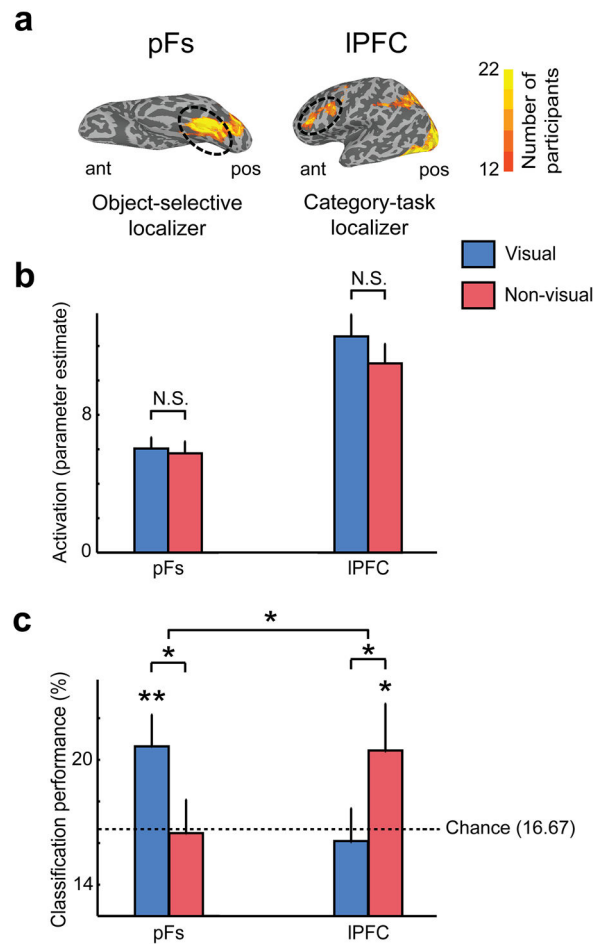 a
pFs
lPFC
22
12
Number of
participants
ant
pos
ant
pos
Object-selective
localizer
Category-task
localizer
Visual
Non-visual
b
Activation (parameter estimate)
8
0
N.S.
N.S.
pFs
lPFC
c
Classification performance (%)
20
14
*
*
*
**
*
Chance (16.67)
pFs
lPFC